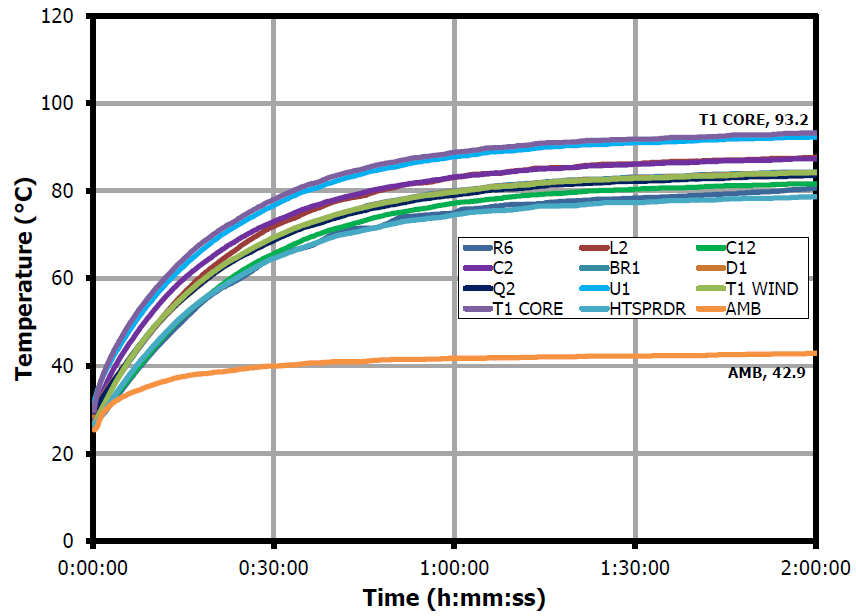 120
100
80
60
40
20
0
Temperature (°C)
T1 CORE, 93.2
R6 L2 C12
C2 BR1 D1
Q2 U1 T1 WIND
T1 CORE HTSPRDR AMB
AMB, 42.9
0:00:00 0:30:00 1:00:00 1:30:00 2:00:00
Time (h:mm:ss)